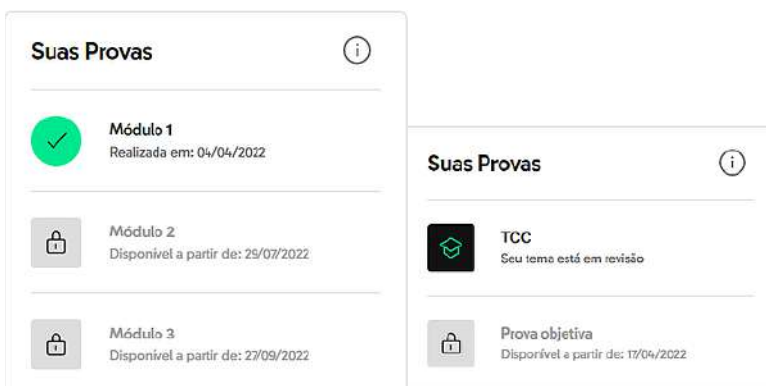 Suas Provas
Módulo 1
Realizada em: 04/04/2022
Módulo 2
Disponível a partir de: 29/07/2022
Módulo 3
Disponível a partir de: 27/09/2022
Suas Provas
TCC
Seu tema está em revisão
Prova objetiva
Disponível a partir de: 17/04/2022